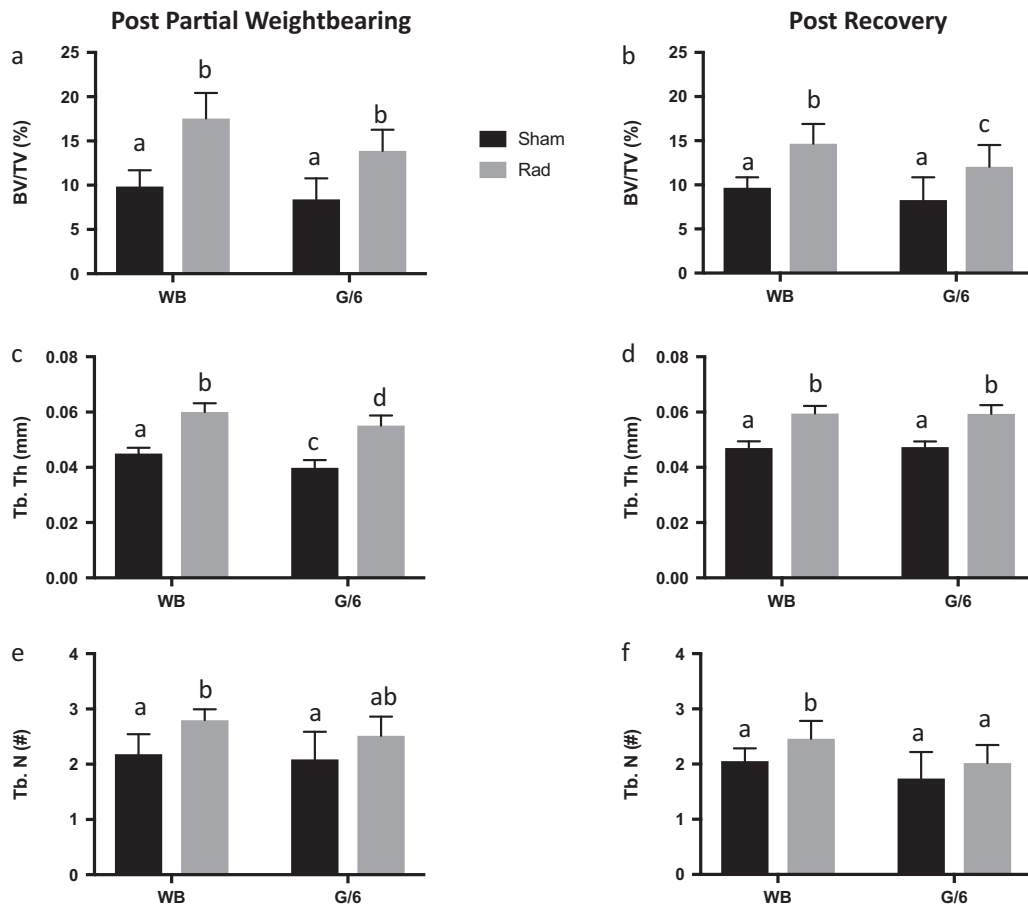 Post Partial Weightbearing
Post Recovery
a
25
20
15
10
5
0
BV/TV (%)
a
b
a
b
WB
G/6
Sham
Rad
b
25
20
15
10
5
0
BV/TV (%)
a
b
a
c
WB
G/6
c
0.08
0.06
0.04
0.02
0.00
Tb. Th (mm)
a
b
c
d
WB
G/6
d
0.08
0.06
0.04
0.02
0.00
Tb. Th (mm)
a
b
a
b
WB
G/6
e
4
3
2
1
0
Tb. N (#)
a
b
a
ab
WB
G/6
f
4
3
2
1
0
Tb. N (#)
a
b
a
a
WB
G/6